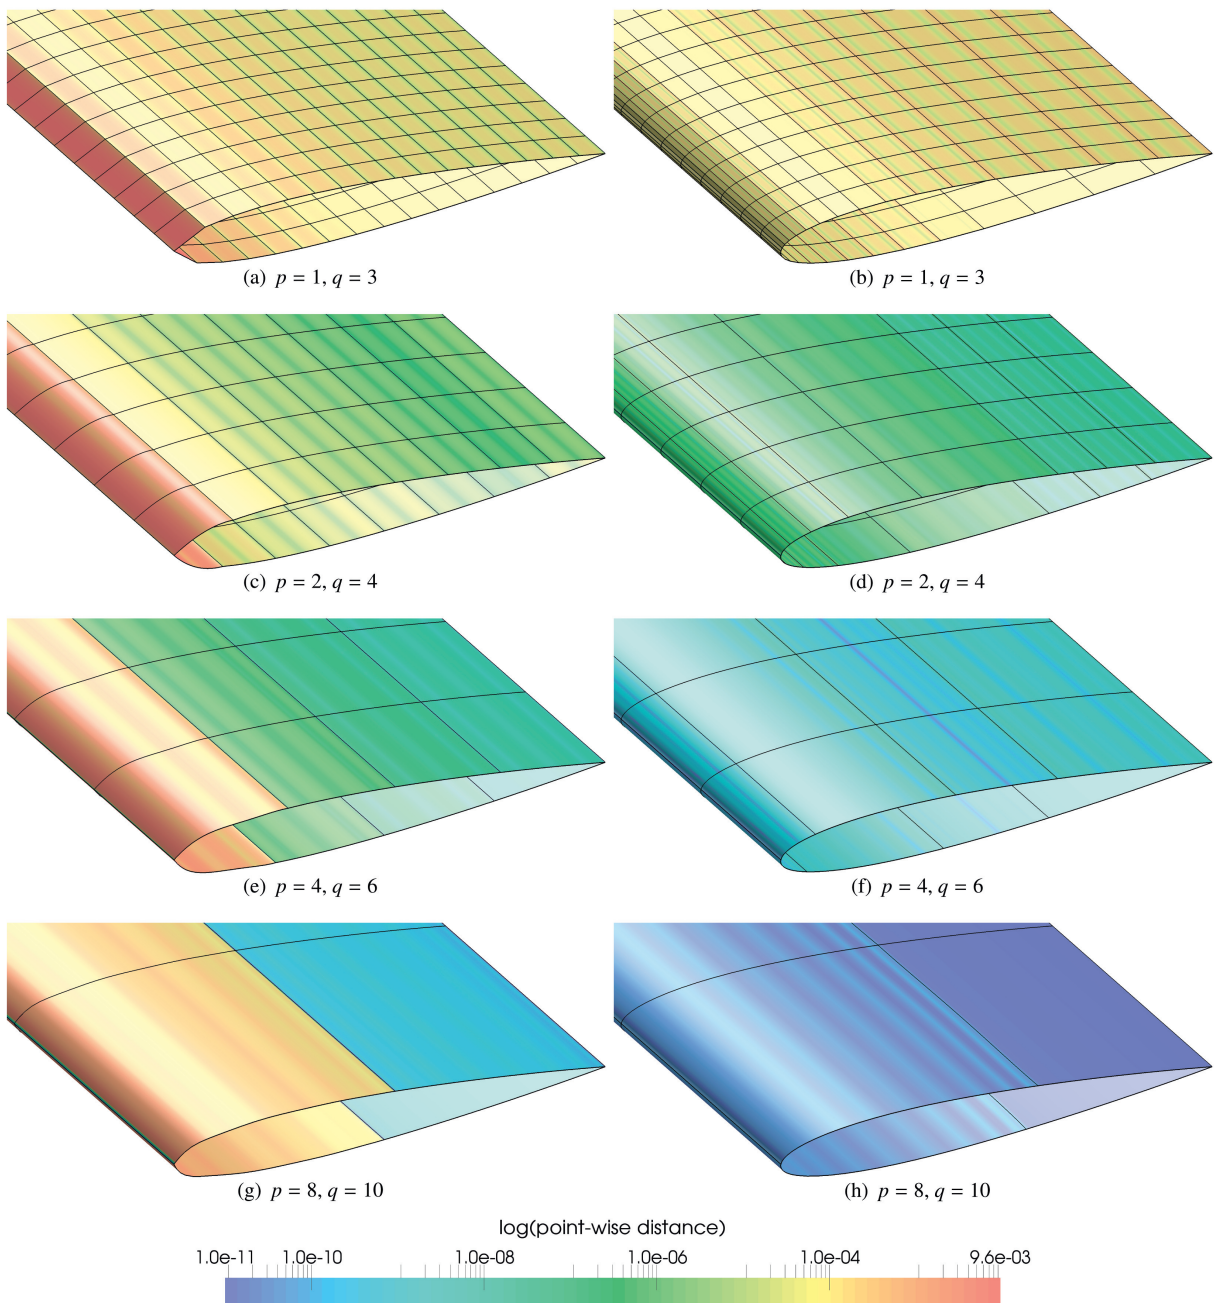 (a) p = 1, q = 3
(b) p = 1, q = 3
(c) p = 2, q = 4
(d) p = 2, q = 4
(e) p = 4, q = 6
(f) p = 4, q = 6
(g) p = 8, q = 10
(h) p = 8, q = 10
log(point-wise distance)
1.0e-11 1.0e-10 1.0e-08 1.0e-06 1.0e-04 9.6e-03